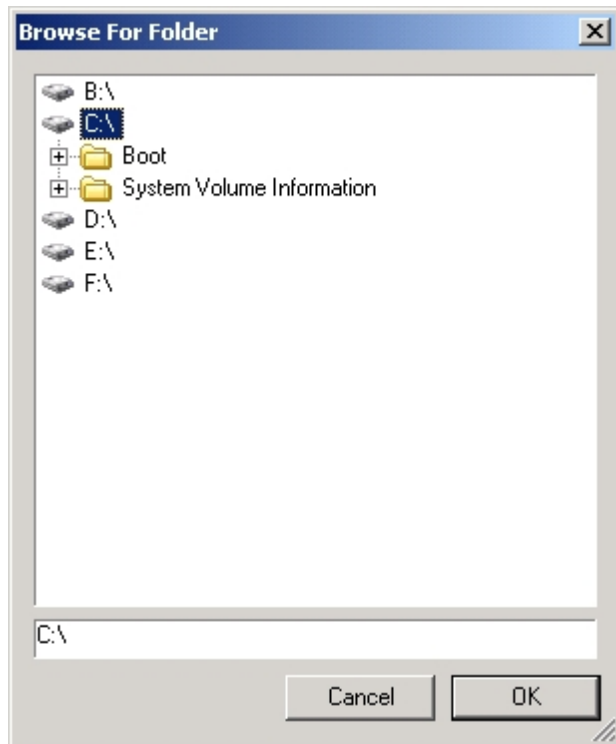 Browse For Folder
B:\
C:\
Boot
System Volume Information
D:\
E:\
F:\
C:\
Cancel
OK